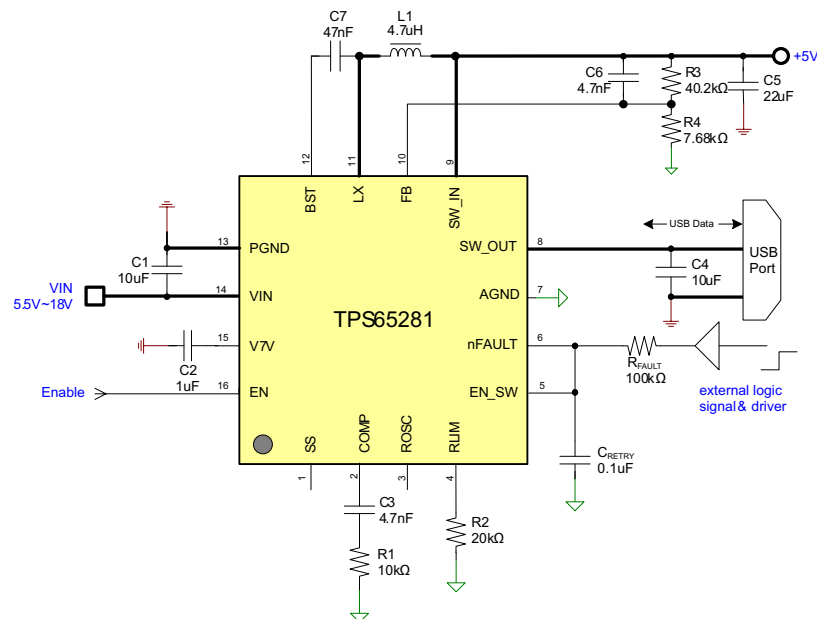 C7
47nF
L1
4.7uH
+5V
C6
4.7nF
R3
40.2kΩ
C5
22uF
R4
7.68kΩ
12
11
10
9
BST
LX
FB
SW_IN
USB Data
13
PGND
SW_OUT
8
USB
Port
C1
10uF
C4
10uF
VIN
5.5V~18V
14
VIN
AGND
7
TPS65281
15
V7V
nFAULT
6
RFAULT
100kΩ
C2
1uF
Enable
16
EN
EN_SW
5
external logic
signal & driver
SS
COMP
ROSC
RLIM
CRETRY
0.1uF
1
2
3
4
C3
4.7nF
R2
20kΩ
R1
10kΩ